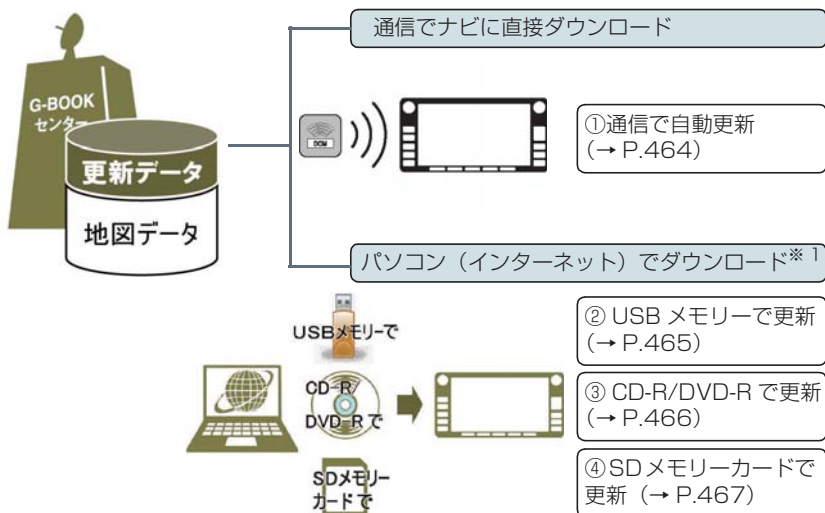 通信でナビに直接ダウンロード
G-BOOK
センター
更新データ
地図データ
DCM
①通信で自動更新
(→ P.464)
パソコン（インターネット）でダウンロード※1
USBメモリーで
② USB メモリーで更新
(→ P.465)
CD-R/
DVD-Rで
③ CD-R/DVD-R で更新
(→ P.466)
SDメモリー
カードで
④SDメモリーカードで
更新（→ P.467）